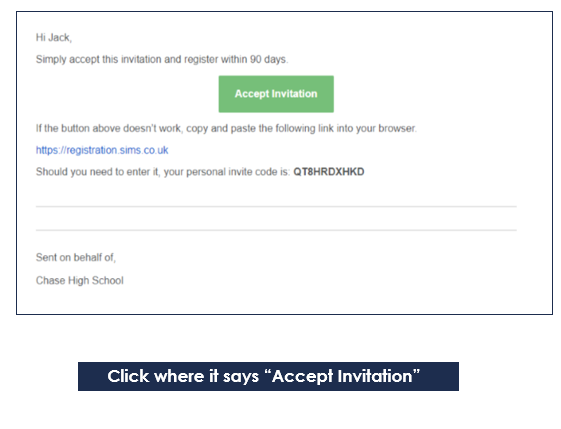 Hi Jack,
Simply accept this invitation and register within 90 days.
Accept Invitation
If the button above doesn't work, copy and paste the following link into your browser.
https://registration.sims.co.uk
Should you need to enter it, your personal invite code is: QT8HRDXHKD
Sent on behalf of,
Chase High School
Click where it says “Accept Invitation”